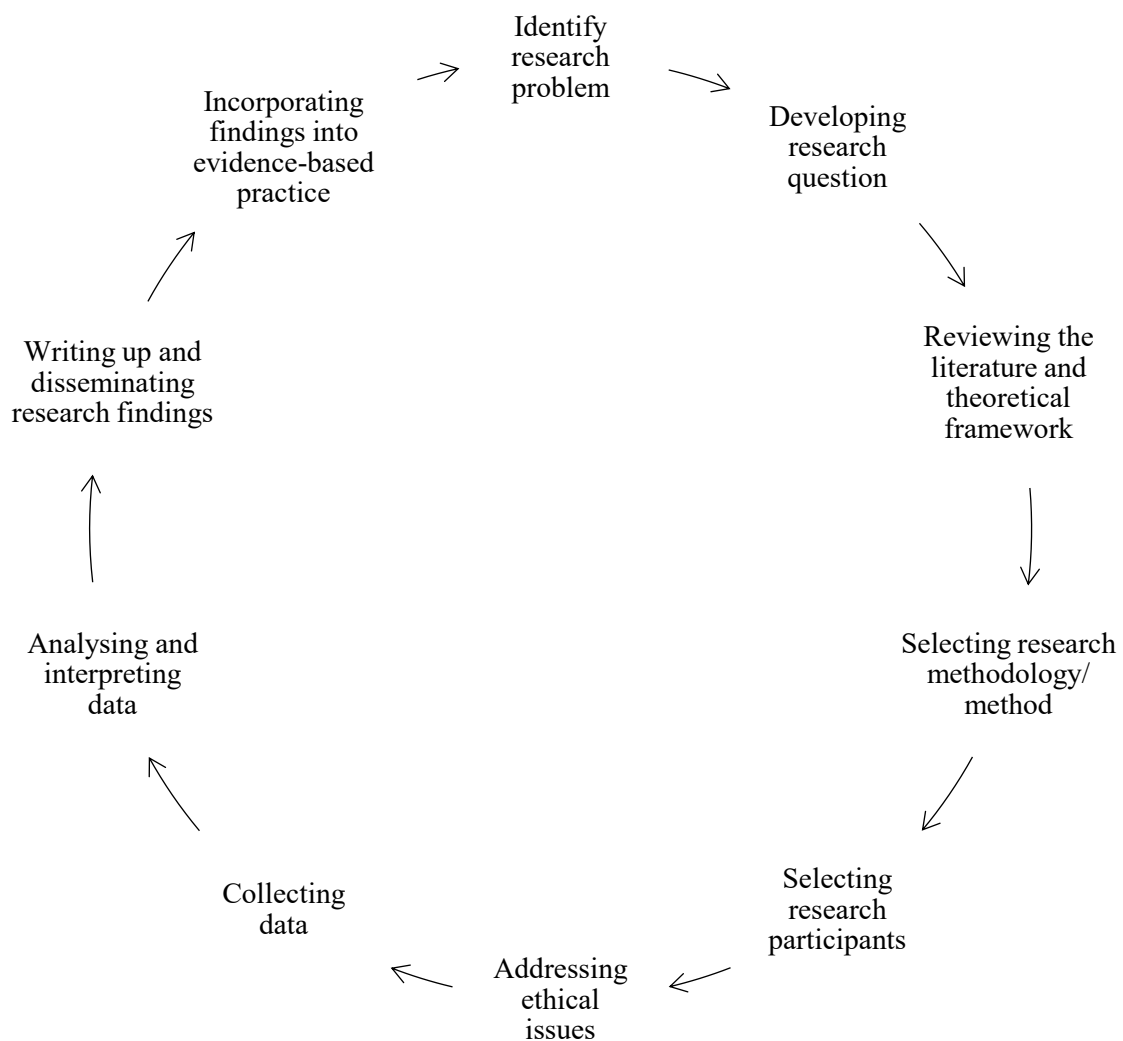 Identify
research
problem
Developing
research
question
Reviewing the
literature and
theoretical
framework
Selecting research
methodology/
method
Selecting
research
participants
Addressing
ethical
issues
Collecting
data
Analysing and
interpreting
data
Writing up and
disseminating
research findings
Incorporating
findings into
evidence-based
practice